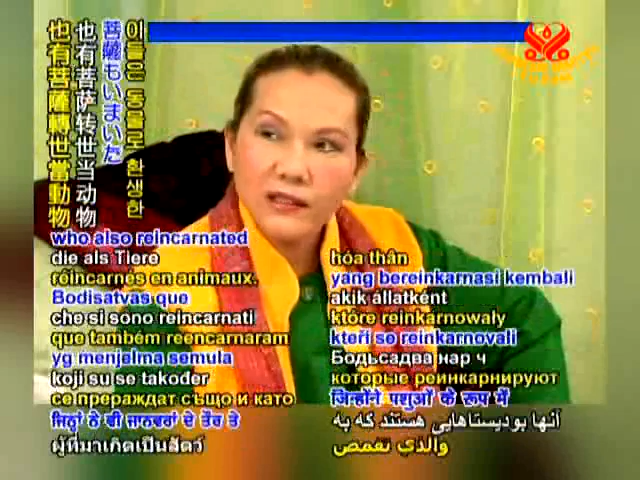 也有菩薩轉世當動物
也有菩萨转世当动物
菩薩もいまいた
이들은 동물로 환생한
who also reincarnated
die als Tiere
réincarnés en animaux.
Bodisatvas que
che si sono reincarnati
que também reencarnaram
yg menjelma semula
koji su se također
се прераждат също и като
ਜਿਨ੍ਹਾਂ ਨੇ ਵੀ ਜਾਨਵਰਾਂ ਦੇ ਤੌਰ ਤੇ
ผู้ที่มาเกิดเป็นสัตว์
hóa thân
yang bereinkarnasi kembali
akik állatként
które reinkarnowały
kteří se reinkarnovali
Бодьсадва нар ч
которые реинкарнируют
जिन्होंने पशुओं के रूप में
آنها بودیستاهایی هستند که به
والذي تقمص